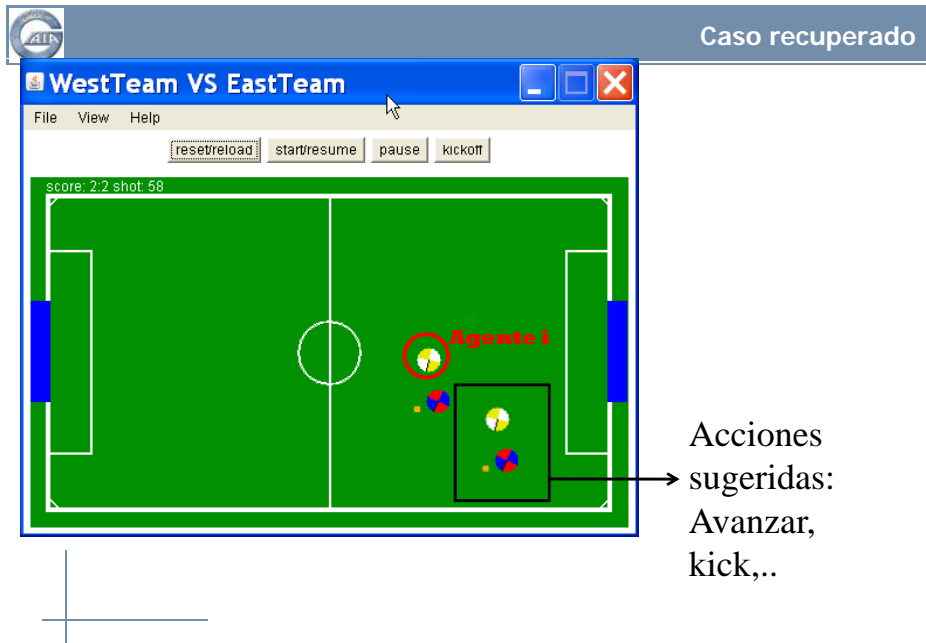 GAIA
Caso recuperado
WestTeam VS EastTeam
File View Help
reset/reload start/resume pause kickoff
score: 2:2 shot: 58
Agente i
Acciones
sugeridas:
Avanzar,
kick,..